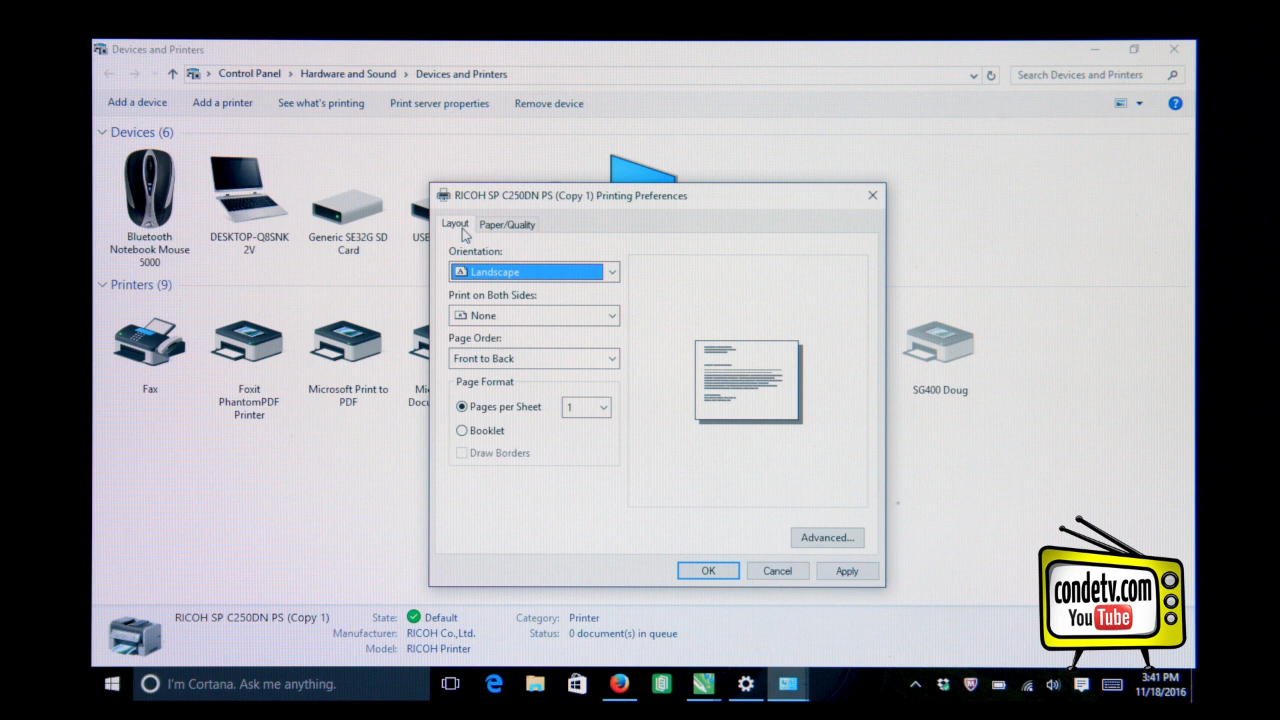 Devices and Printers
Control Panel > Hardware and Sound > Devices and Printers
Search Devices and Printers
Add a device
Add a printer
See what's printing
Print server properties
Remove device
?
Devices (6)
Bluetooth
Notebook Mouse
5000
DESKTOP-Q8SNK
2V
Generic SE32G SD
Card
USB
Printers (9)
Fax
Foxit
PhantomPDF
Printer
Microsoft Print to
PDF
Mic
Docu
SG400 Doug
RICOH SP C250DN PS (Copy 1) Printing Preferences
Layout
Paper/Quality
Orientation:
A Landscape
Print on Both Sides:
None
Page Order:
Front to Back
Page Format
Pages per Sheet
1
Booklet
Draw Borders
Advanced...
OK
Cancel
Apply
RICOH SP C250DN PS (Copy 1)
State: Default
Manufacturer: RICOH Co.,Ltd.
Model: RICOH Printer
Category: Printer
Status: 0 document(s) in queue
condetv.com
YouTube
I'm Cortana. Ask me anything.
3:41 PM
11/18/2016